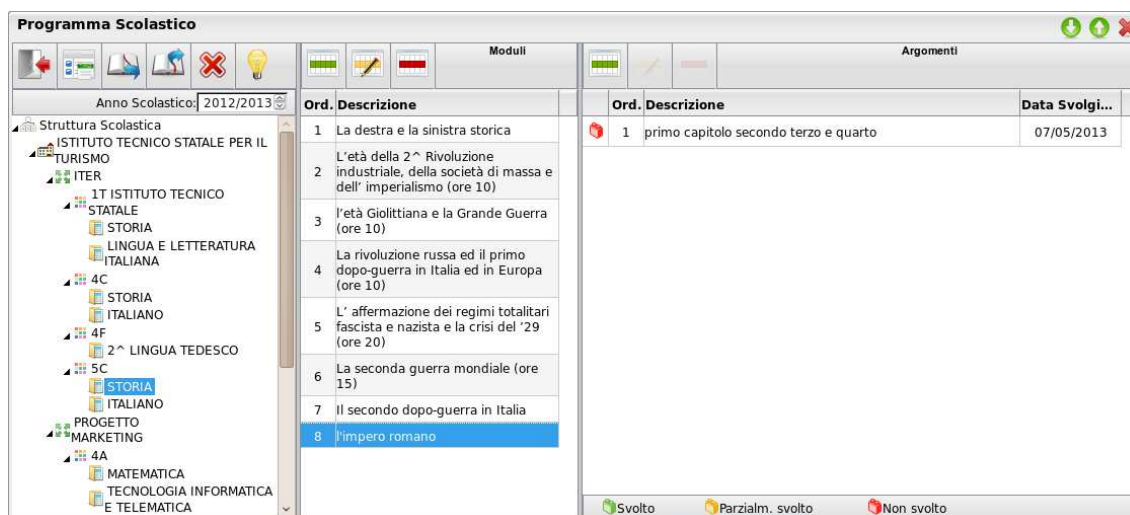 Programma Scolastico
Anno Scolastico: 2012/2013
Struttura Scolastica
ISTITUTO TECNICO STATALE PER IL
TURISMO
ITER
1T ISTITUTO TECNICO
STATALE
STORIA
LINGUA E LETTERATURA
ITALIANA
4C
STORIA
ITALIANO
4F
2^ LINGUA TEDESCO
5C
STORIA
ITALIANO
PROGETTO
MARKETING
4A
MATEMATICA
TECNOLOGIA INFORMATICA
E TELEMATICA
Moduli
Ord. Descrizione
1 La destra e la sinistra storica
2 L'età della 2^ Rivoluzione
industriale, della società di massa e
dell' imperialismo (ore 10)
3 l'età Giolittiana e la Grande Guerra
(ore 10)
4 La rivoluzione russa ed il primo
dopo-guerra in Italia ed in Europa
(ore 10)
5 L' affermazione dei regimi totalitari
fascista e nazista e la crisi del '29
(ore 20)
6 La seconda guerra mondiale (ore
15)
7 Il secondo dopo-guerra in Italia
8 l'impero romano
Argomenti
Ord. Descrizione Data Svolgi...
1 primo capitolo secondo terzo e quarto 07/05/2013
Svolto Parzialm. svolto Non svolto